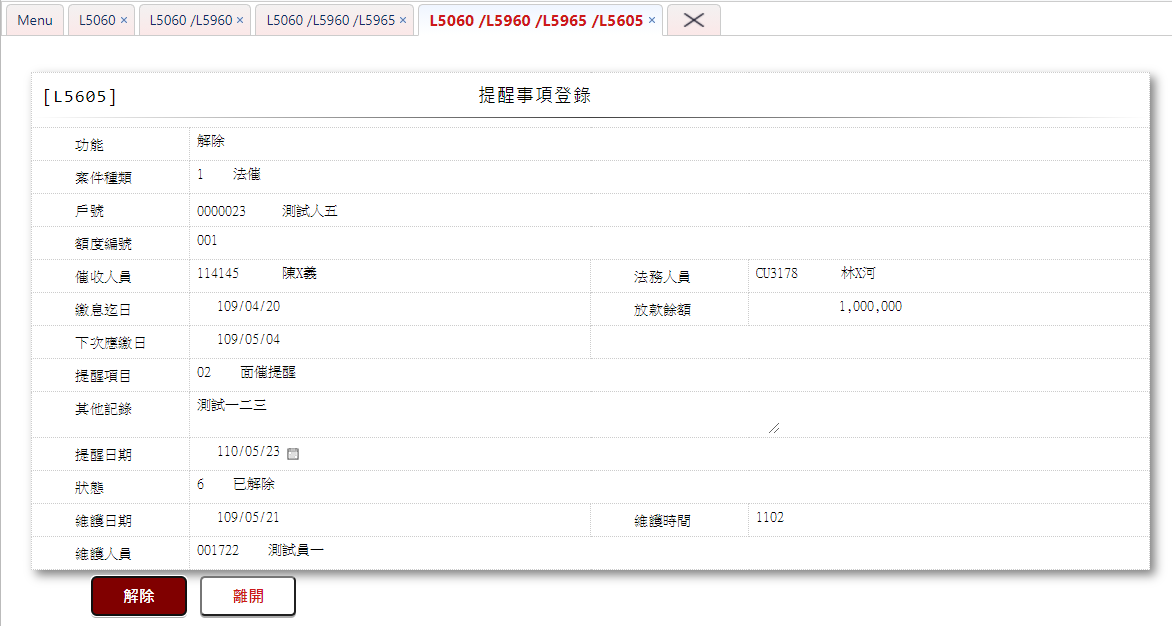 Menu L5060 × L5060 /L5960 × L5060 /L5960 /L5965 × L5060 /L5960 /L5965 /L5605 ×
[L5605] 提醒事項登錄
功能 解除
案件種類 1 法催
戶號 0000023 測試人五
額度編號 001
催收人員 114145 陳X義 法務人員 CU3178 林X河
繳息迄日 109/04/20 放款餘額 1,000,000
下次應繳日 109/05/04
提醒項目 02 面催提醒
其他記錄 測試一二三
提醒日期 110/05/23
狀態 6 已解除
維護日期 109/05/21 維護時間 1102
維護人員 001722 測試員一
解除 離開